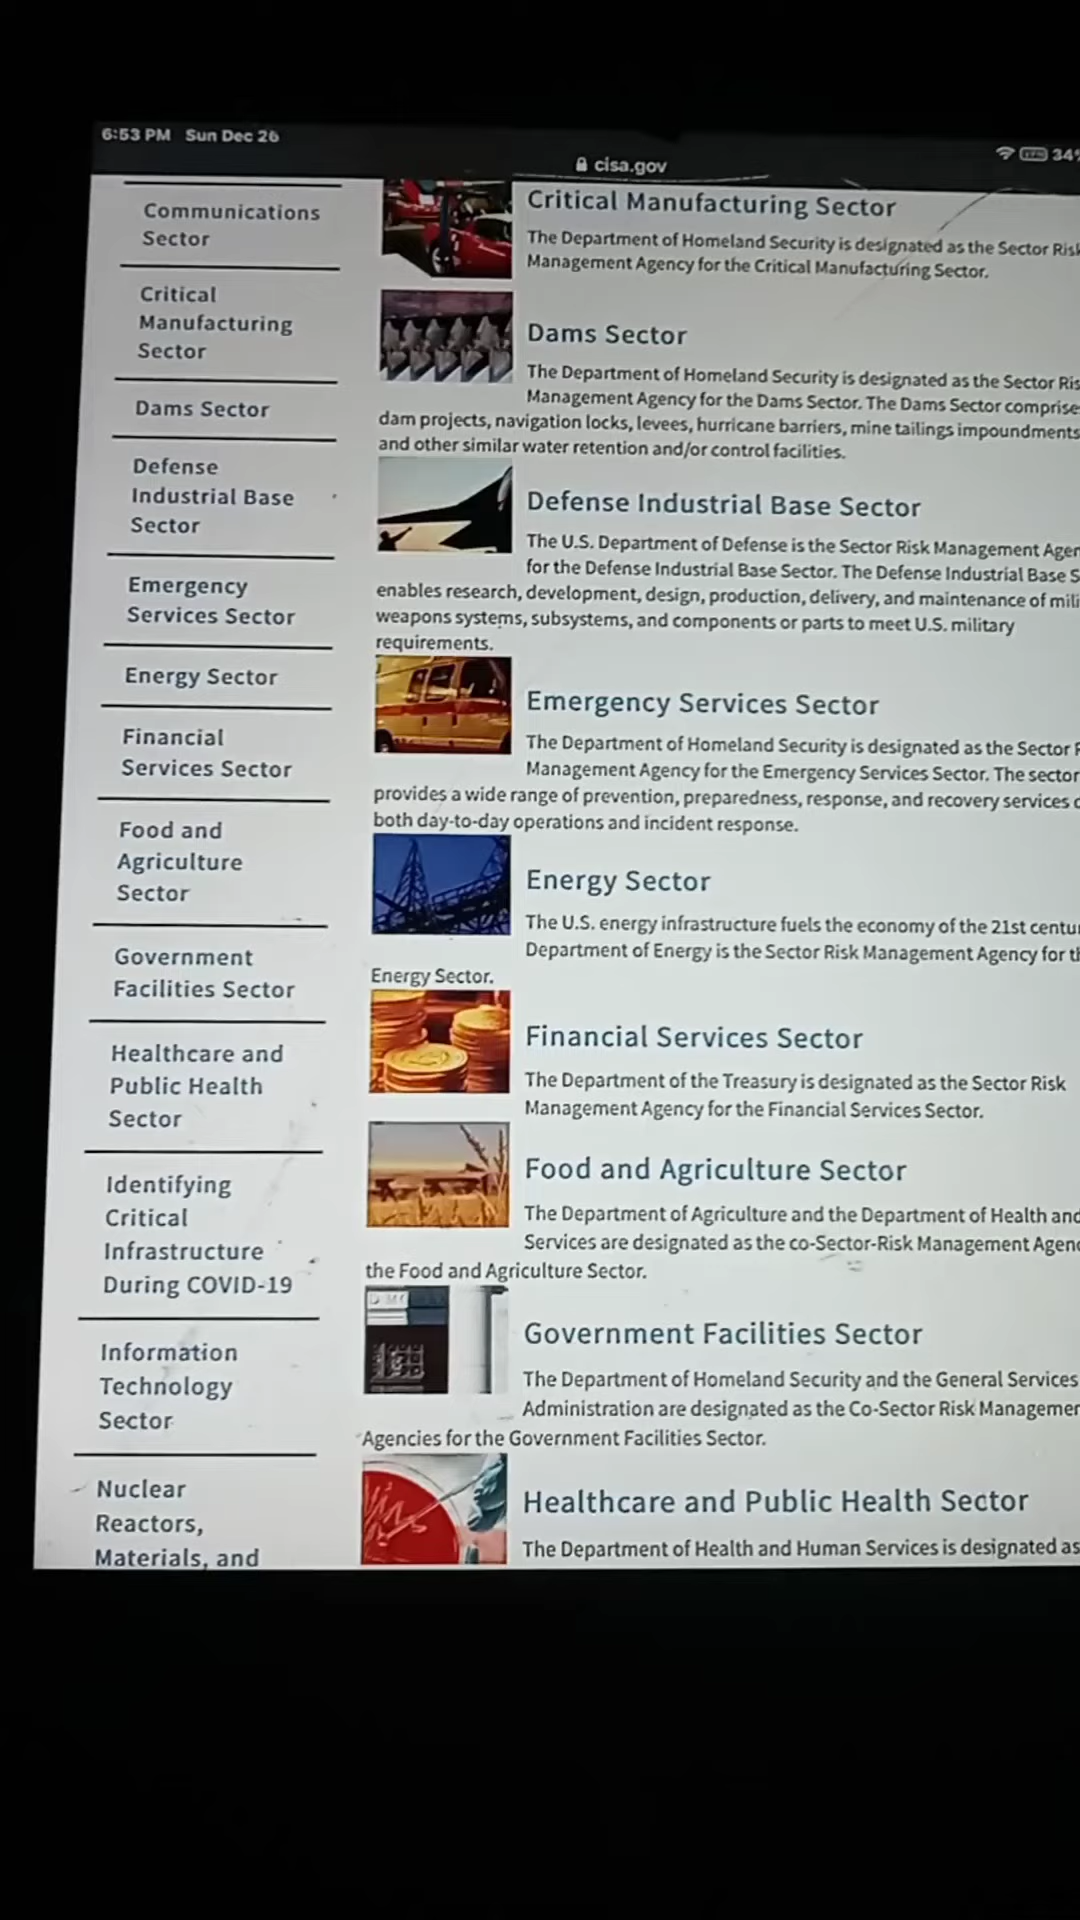 6:53 PM Sun Dec 26
cisa.gov
34%
Communications
Sector
Critical
Manufacturing
Sector
Dams Sector
Defense
Industrial Base
Sector
Emergency
Services Sector
Energy Sector
Financial
Services Sector
Food and
Agriculture
Sector
Government
Facilities Sector
Healthcare and
Public Health
Sector
Identifying
Critical
Infrastructure
During COVID-19
Information
Technology
Sector
Nuclear
Reactors,
Materials, and
Critical Manufacturing Sector
The Department of Homeland Security is designated as the Sector Risk
Management Agency for the Critical Manufacturing Sector.
Dams Sector
The Department of Homeland Security is designated as the Sector Ris
Management Agency for the Dams Sector. The Dams Sector comprise
dam projects, navigation locks, levees, hurricane barriers, mine tailings impoundments
and other similar water retention and/or control facilities.
Defense Industrial Base Sector
The U.S. Department of Defense is the Sector Risk Management Agen
for the Defense Industrial Base Sector. The Defense Industrial Base S
enables research, development, design, production, delivery, and maintenance of mili
weapons systems, subsystems, and components or parts to meet U.S. military
requirements.
Emergency Services Sector
The Department of Homeland Security is designated as the Sector R
Management Agency for the Emergency Services Sector. The sector
provides a wide range of prevention, preparedness, response, and recovery services
both day-to-day operations and incident response.
Energy Sector
The U.S. energy infrastructure fuels the economy of the 21st centu
Department of Energy is the Sector Risk Management Agency for th
Energy Sector.
Financial Services Sector
The Department of the Treasury is designated as the Sector Risk
Management Agency for the Financial Services Sector.
Food and Agriculture Sector
The Department of Agriculture and the Department of Health and
Services are designated as the co-Sector-Risk Management Agenc
the Food and Agriculture Sector.
Government Facilities Sector
The Department of Homeland Security and the General Services
Administration are designated as the Co-Sector Risk Managemen
Agencies for the Government Facilities Sector.
Healthcare and Public Health Sector
The Department of Health and Human Services is designated as